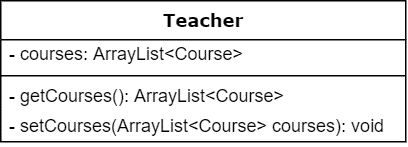 Teacher
- courses: ArrayList<Course>
- getCourses(): ArrayList<Course>
- setCourses(ArrayList<Course> courses): void